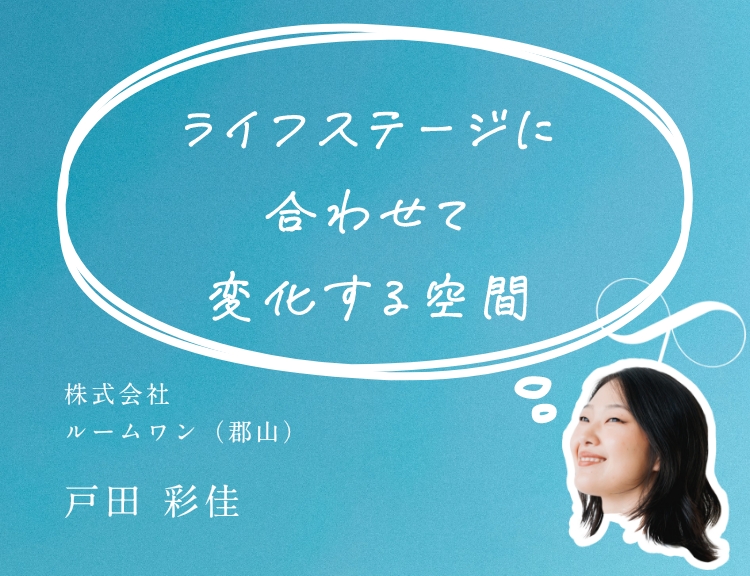 ライフステージに
合わせて
変化する空間
株式会社
ルームワン（郡山）
戸田 彩佳